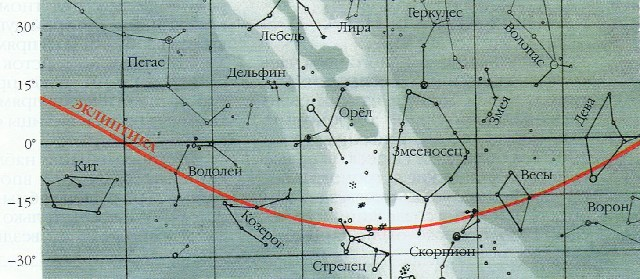 30°
Лебедь
Лира
Геркулес
Волопас
Пегас
15°
Дельфин
Орёл
Змея
Дева
ЭКЛИПТИКА
0°
Змееносец
Кит
Водолей
Весы
−15°
Козерог
Ворон
Скорпион
Стрелец
−30°